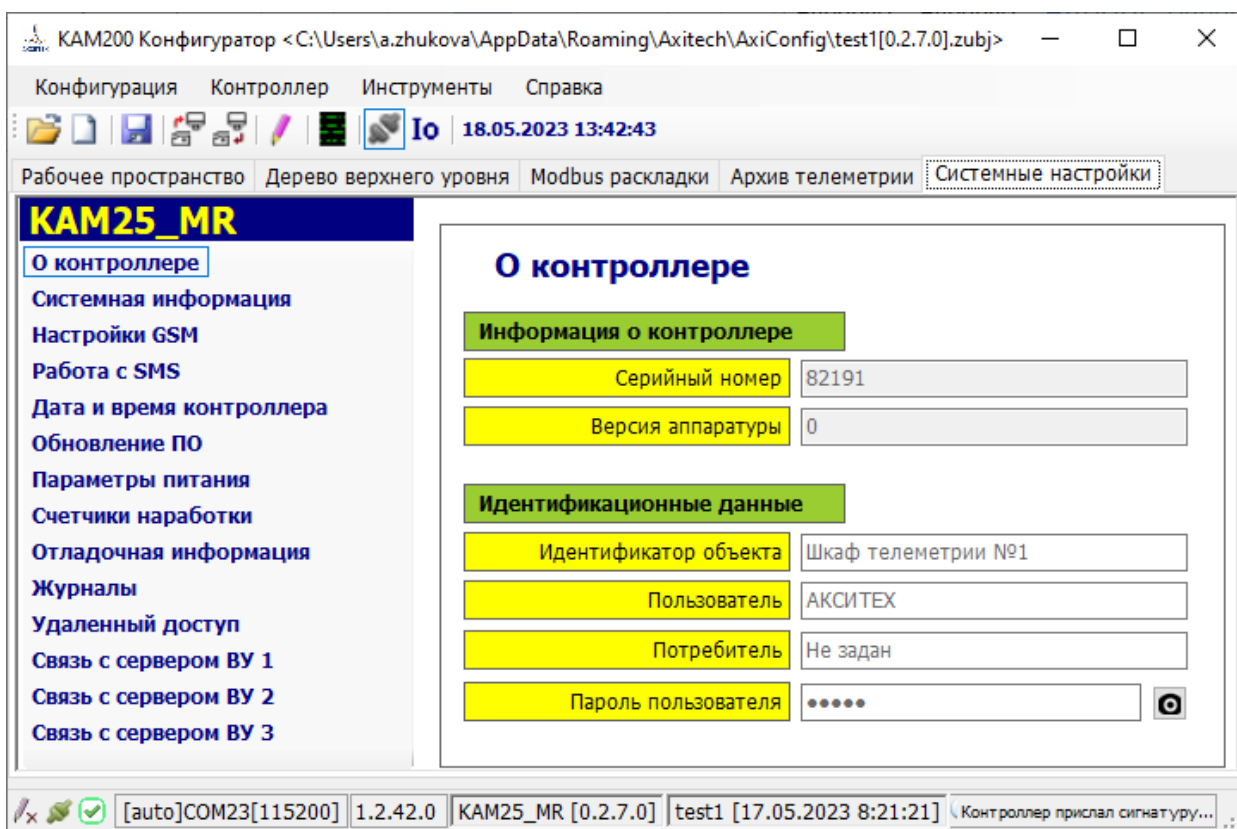 КАМ200 Конфигуратор <C:\Users\a.zhukova\AppData\Roaming\Axitech\AxiConfig\test1[0.2.7.0].zubj>
Конфигурация Контроллер Инструменты Справка
Io 18.05.2023 13:42:43
Рабочее пространство Дерево верхнего уровня Modbus раскладки Архив телеметрии Системные настройки
KAM25_MR
О контроллере
Системная информация
Настройки GSM
Работа с SMS
Дата и время контроллера
Обновление ПО
Параметры питания
Счетчики наработки
Отладочная информация
Журналы
Удаленный доступ
Связь с сервером ВУ 1
Связь с сервером ВУ 2
Связь с сервером ВУ 3
О контроллере
Информация о контроллере
Серийный номер 82191
Версия аппаратуры 0
Идентификационные данные
Идентификатор объекта Шкаф телеметрии №1
Пользователь АКСИТЕХ
Потребитель Не задан
Пароль пользователя •••••
[auto]COM23[115200] 1.2.42.0 KAM25_MR [0.2.7.0] test1 [17.05.2023 8:21:21] Контроллер прислал сигнатуру...